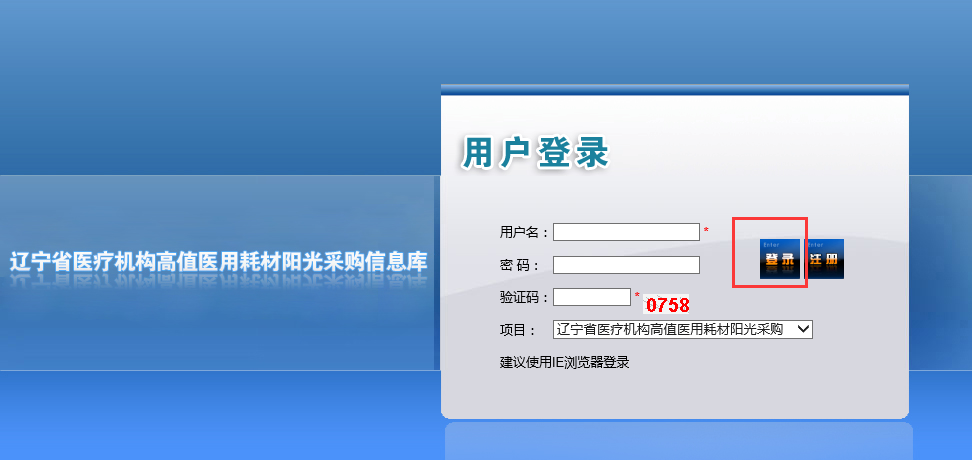 用户登录
辽宁省医疗机构高值医用耗材阳光采购信息库
用户名： *
Enter Enter
登录 注册
密 码：
验证码： * 0758
项目： 辽宁省医疗机构高值医用耗材阳光采购
建议使用IE浏览器登录